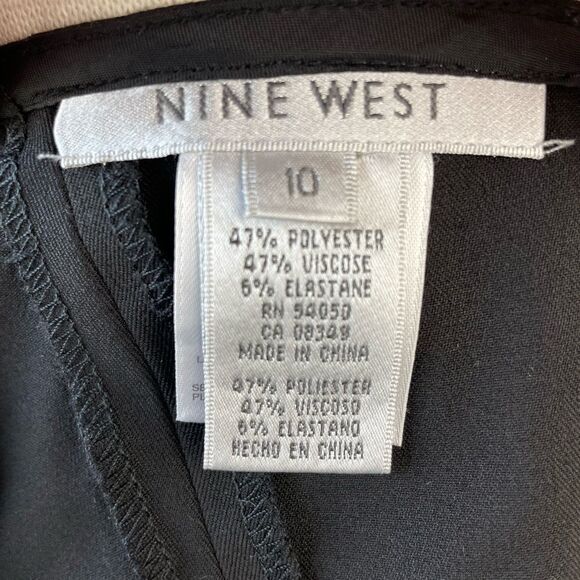 NINE WEST
10
47% POLYESTER
47% VISCOSE
6% ELASTANE
RN 54050
CA 08348
MADE IN CHINA
47% POLIESTER
47% VISCOSO
6% ELASTANO
HECHO EN CHINA